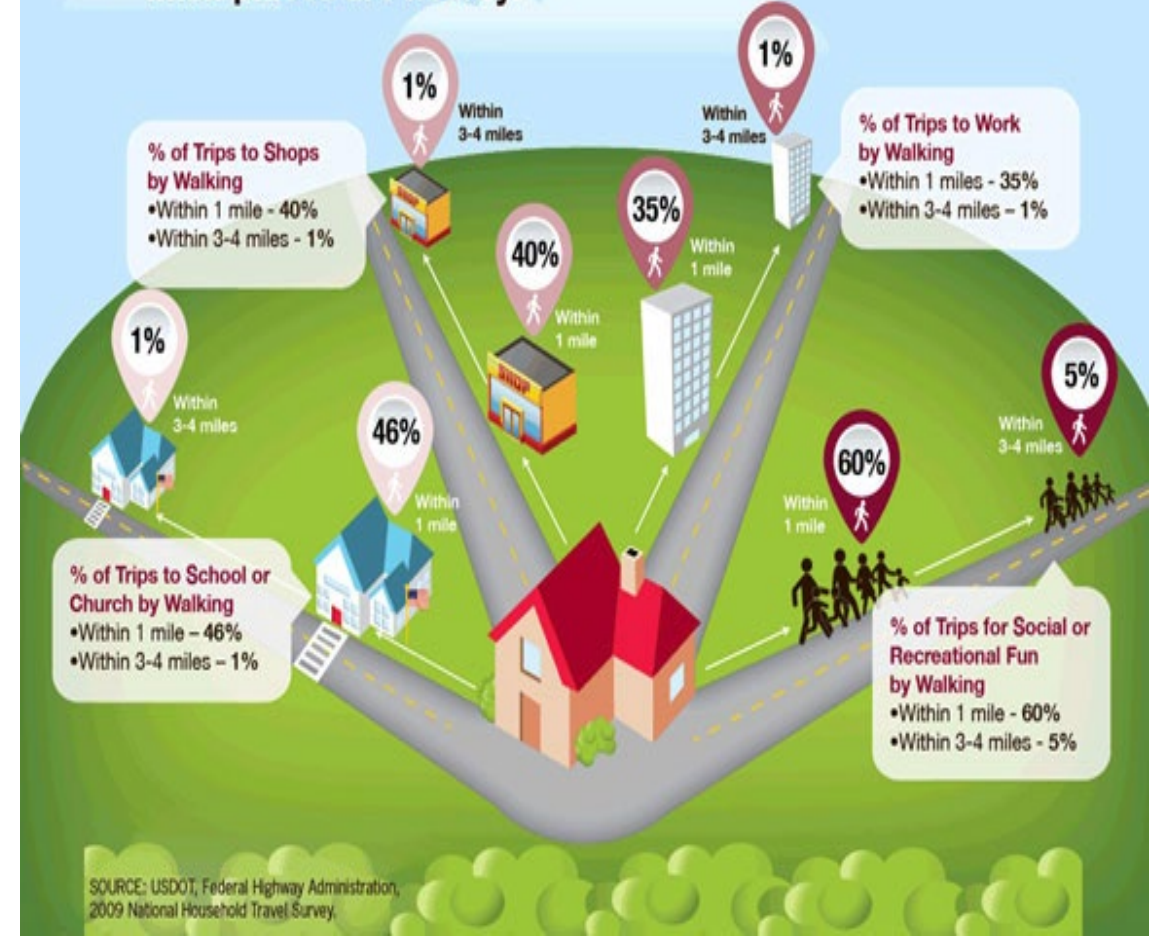 1%
Within
3-4 miles
1%
Within
3-4 miles
% of Trips to Shops
by Walking
•Within 1 mile - 40%
•Within 3-4 miles - 1%
% of Trips to Work
by Walking
•Within 1 miles - 35%
•Within 3-4 miles – 1%
SHOP
40%
Within
1 mile
35%
Within
1 mile
SHOP
1%
Within
3-4 miles
46%
Within
1 mile
60%
Within
1 mile
5%
Within
3-4 miles
% of Trips to School or
Church by Walking
•Within 1 mile – 46%
•Within 3-4 miles – 1%
% of Trips for Social or
Recreational Fun
by Walking
•Within 1 mile - 60%
•Within 3-4 miles - 5%
SOURCE: USDOT, Federal Highway Administration,
2009 National Household Travel Survey.